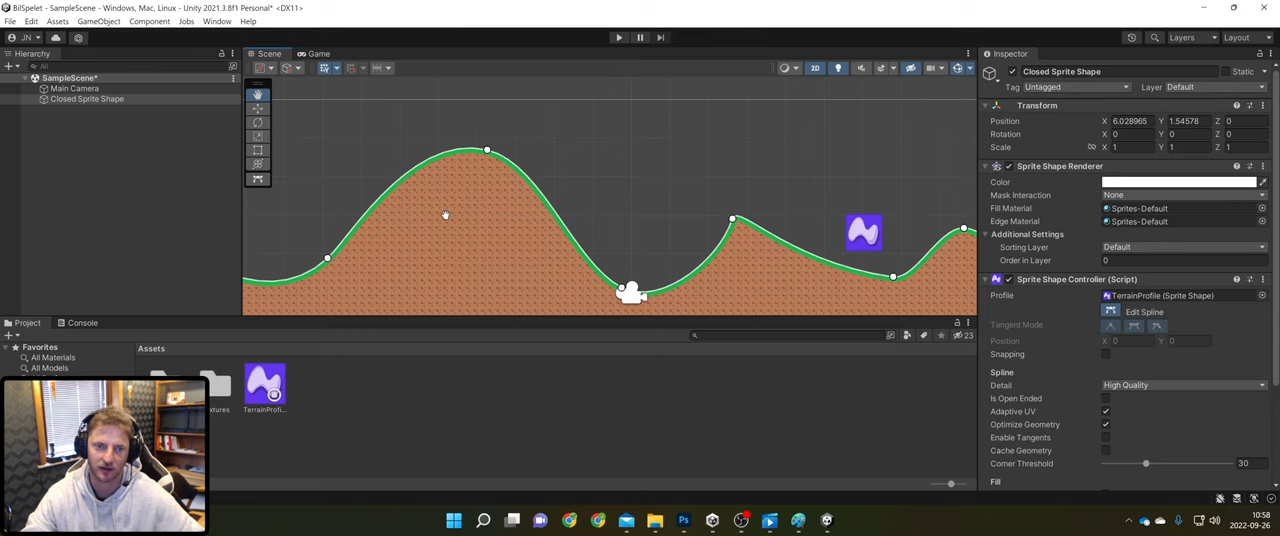 BilSpelet - SampleScene - Windows, Mac, Linux - Unity 2021.3.8f1 Personal* <DX11>
File Edit Assets GameObject Component Jobs Window Help
JN Layers Layout
Hierarchy Scene Game Inspector
All
SampleScene*
Main Camera
Closed Sprite Shape
2D
Closed Sprite Shape Static
Tag Untagged Layer Default
Transform
Position X 6.028965 Y 1.54578 Z 0
Rotation X 0 Y 0 Z 0
Scale X 1 Y 1 Z 1
Sprite Shape Renderer
Color
Mask Interaction None
Fill Material Sprites-Default
Edge Material Sprites-Default
Additional Settings
Sorting Layer Default
Order in Layer 0
Sprite Shape Controller (Script)
Profile TerrainProfile (Sprite Shape)
Edit Spline
Tangent Mode
Position X 0 Y 0
Snapping
Spline
Detail High Quality
Is Open Ended
Adaptive UV
Optimize Geometry
Enable Tangents
Cache Geometry
Corner Threshold 30
Fill
Project Console
23
Favorites
All Materials
All Models
Assets
xtures TerrainProfi...
10:58
2022-09-26